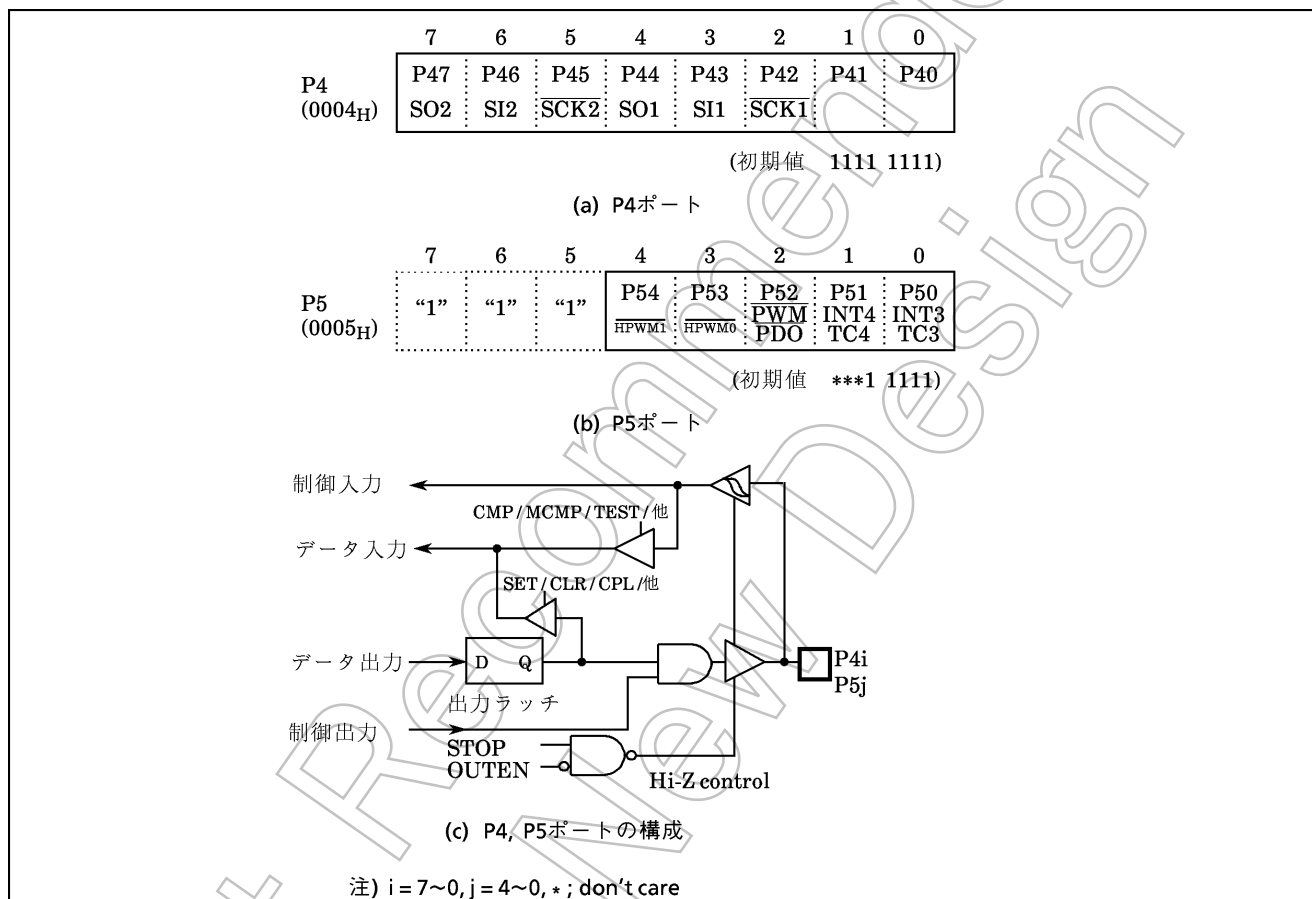 7 6 5 4 3 2 1 0
P4 P47 P46 P45 P44 P43 P42 P41 P40
(0004H) SO2 SI2 SCK2 SO1 SI1 SCK1
(初期値 1111 1111)
(a) P4ポート
7 6 5 4 3 2 1 0
P5 “1” “1” “1” P54 P53 P52 P51 P50
(0005H) HPWM1 HPWM0 PWM INT4 INT3
PDO TC4 TC3
(初期値 ***1 1111)
(b) P5ポート
制御入力
CMP/MCMP/TEST/他
データ入力
SET/CLR/CPL/他
データ出力 D Q P4i
P5j
出力ラッチ
制御出力
STOP
OUTEN
Hi-Z control
(c) P4, P5ポートの構成
注) i = 7~0, j = 4~0, * ; don't care
t Recommended
New Design